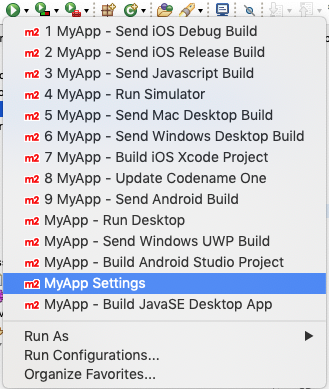 m2 1 MyApp - Send iOS Debug Build
m2 2 MyApp - Send iOS Release Build
m2 3 MyApp - Send Javascript Build
m2 4 MyApp - Run Simulator
m2 5 MyApp - Send Mac Desktop Build
m2 6 MyApp - Send Windows Desktop Build
m2 7 MyApp - Build iOS Xcode Project
m2 8 MyApp - Update Codename One
m2 9 MyApp - Send Android Build
m2 MyApp - Run Desktop
m2 MyApp - Send Windows UWP Build
m2 MyApp - Build Android Studio Project
m2 MyApp Settings
m2 MyApp - Build JavaSE Desktop App
Run As
Run Configurations...
Organize Favorites...